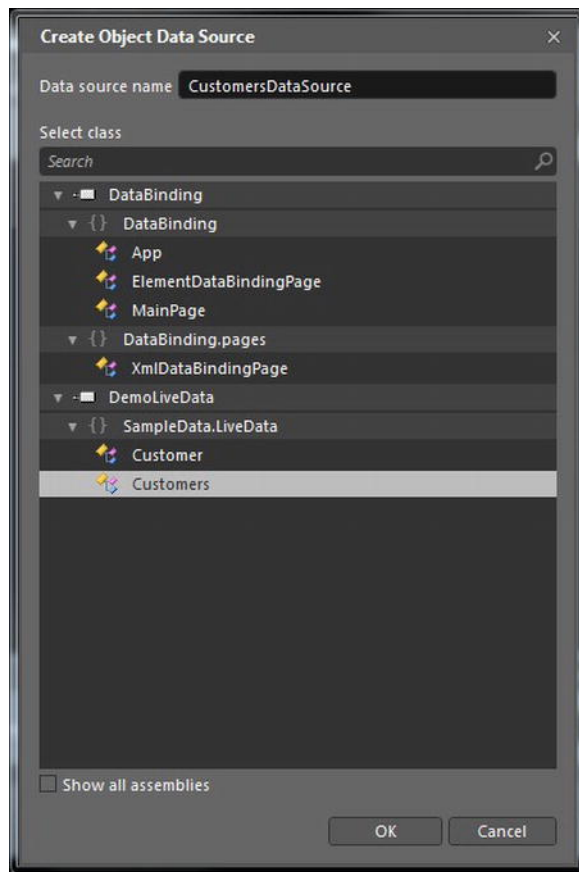 Create Object Data Source
Data source name CustomersDataSource
Select class
Search
DataBinding
{} DataBinding
App
ElementDataBindingPage
MainPage
{} DataBinding.pages
XmlDataBindingPage
DemoLiveData
{} SampleData.LiveData
Customer
Customers
Show all assemblies
OK Cancel